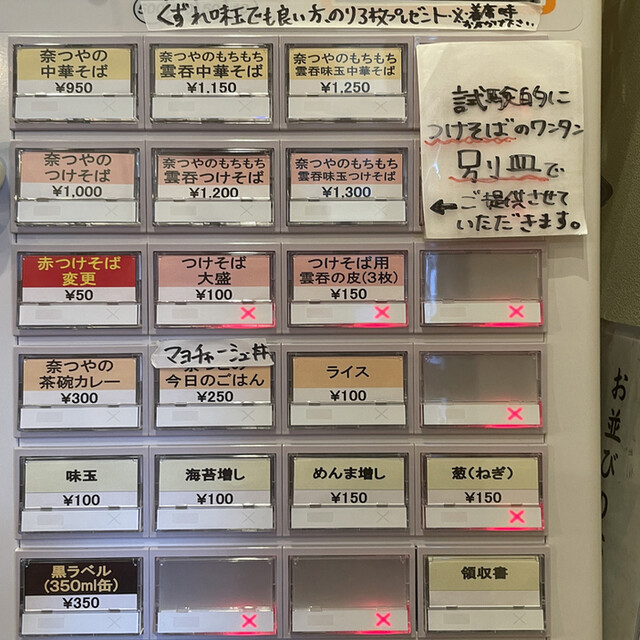 くずれ味玉でも良い方、のり3枚プレゼント
奈つやの
中華そば
¥950
奈つやのもちもち
雲呑中華そば
¥1,150
奈つやのもちもち
雲呑味玉中華そば
¥1,250
試験的に
つけそばのワンタン
別り皿で
←ご提供させて
いただきます。
奈つやの
つけそば
¥1,000
奈つやのもちもち
雲呑つけそば
¥1,200
奈つやのもちもち
雲呑味玉つけそば
¥1,300
赤つけそば
変更
¥50
つけそば
大盛
¥100
つけそば用
雲呑の皮(3枚)
¥150
奈つやの
茶碗カレー
¥300
マヨチャーシュ丼
今日のごはん
¥250
ライス
¥100
お並び
味玉
¥100
海苔増し
¥100
めんま増し
¥150
葱(ねぎ)
¥150
黒ラベル
(350ml缶)
¥350
領収書